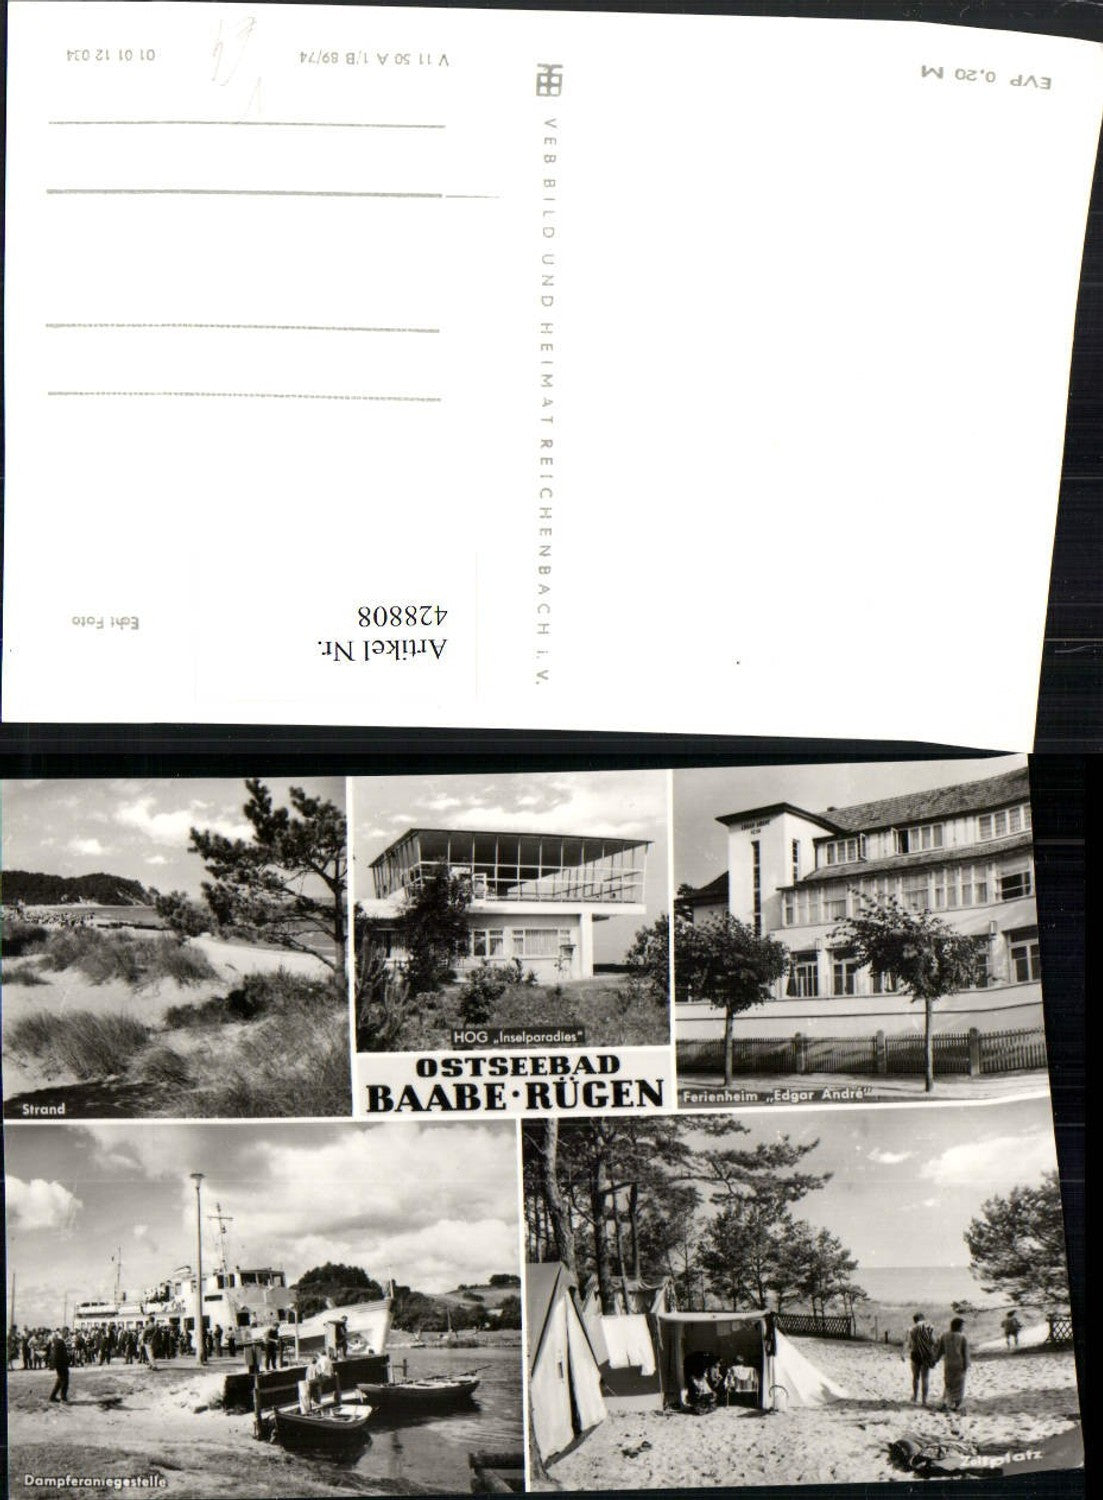 01 01 12 034
V 11 50 A 1/B 89/74
EVP 0,20 M
VEB BILD UND HEIMAT REICHENBACH i. V.
Echt Foto
Artikel Nr.
428808
HOG „Inselparadies"
OSTSEEBAD
BAABE·RÜGEN
Strand
Ferienheim „Edgar André"
Dampferanlegestelle
Zeltplatz